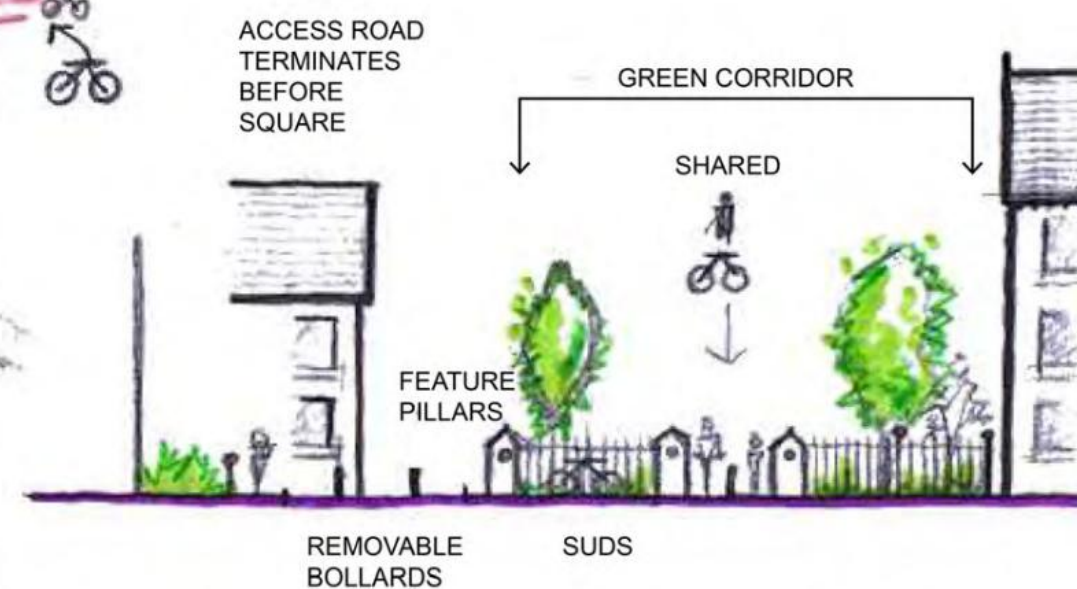 ACCESS ROAD
TERMINATES
BEFORE
SQUARE
GREEN CORRIDOR
SHARED
FEATURE
PILLARS
REMOVABLE
BOLLARDS
SUDS